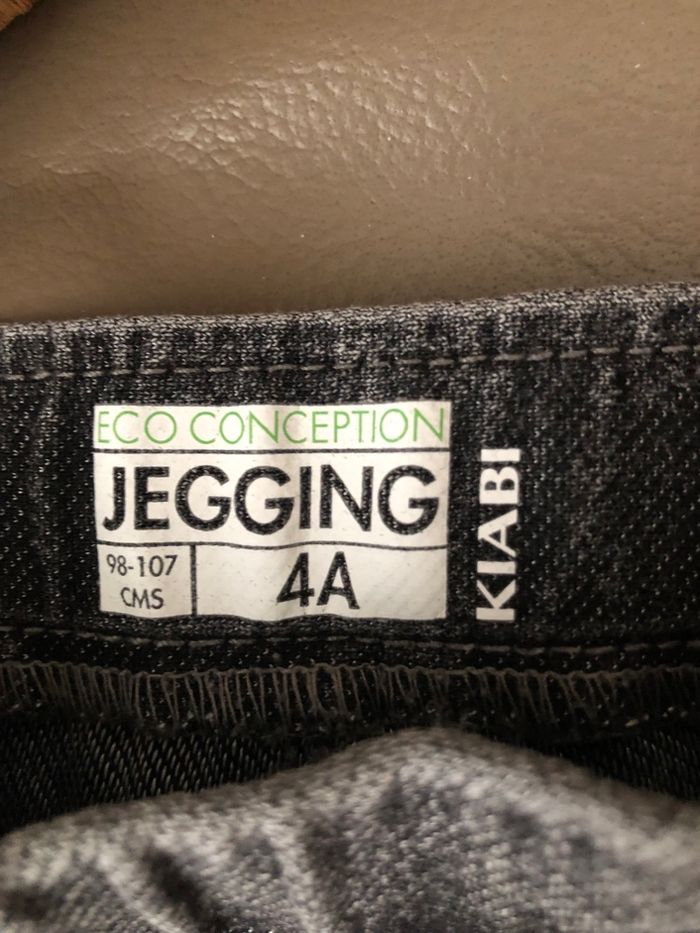 ECO CONCEPTION
JEGGING
98-107
CMS
4A
KIABI